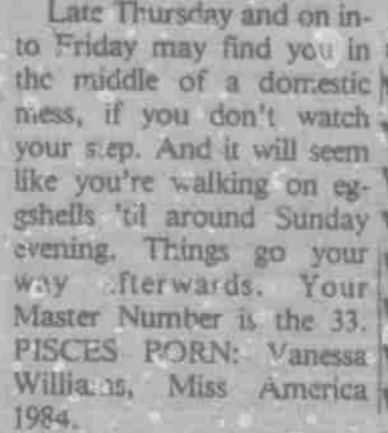 Late Thursday and on in-
to Friday may find you in
the middle of a domestic
mess, if you don't watch
your step. And it will seem
like you're walking on eg-
gshells 'til around Sunday
evening. Things go your
way afterwards. Your
Master Number is the 33.
PISCES PORN: Vanessa
Williams, Miss America
1984.